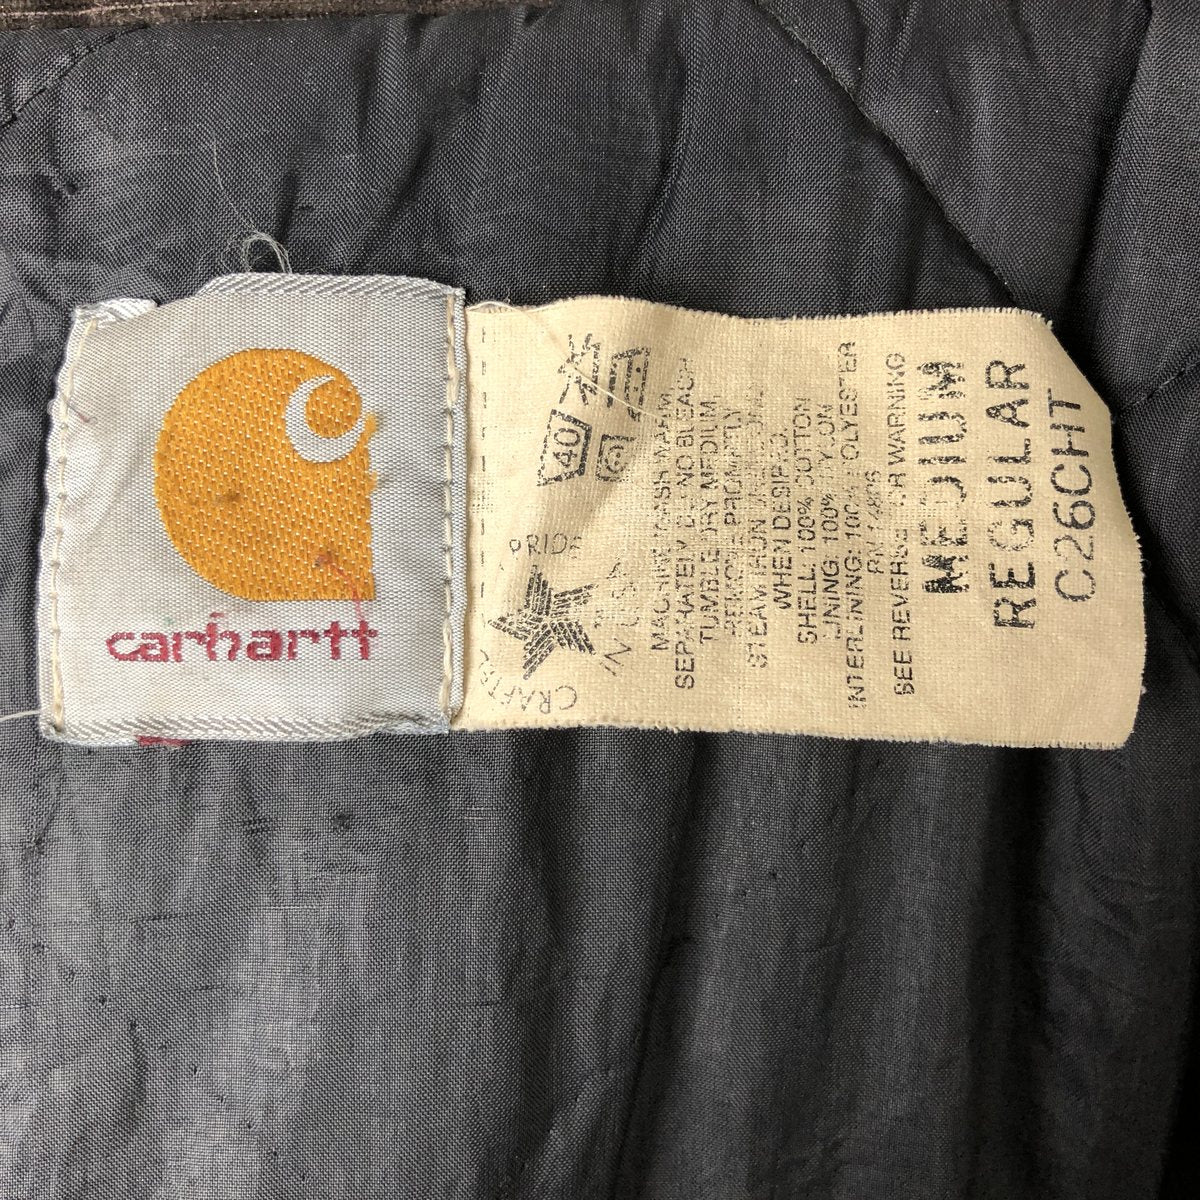 carhartt
CRAFTED
PRIDE
IN U.S.A.
40
MACHINE WASH WARM
SEPARATELY NO BLEACH
TUMBLE DRY MEDIUM
REMOVE PROMPTLY
STEAM IRON
WHEN DESIRED.
SHELL: 100% COTTON
LINING: 100% NYLON
INTERLINING: 100% POLYESTER
SEE REVERSE FOR WARNING
MEDIUM
REGULAR
C26CHT